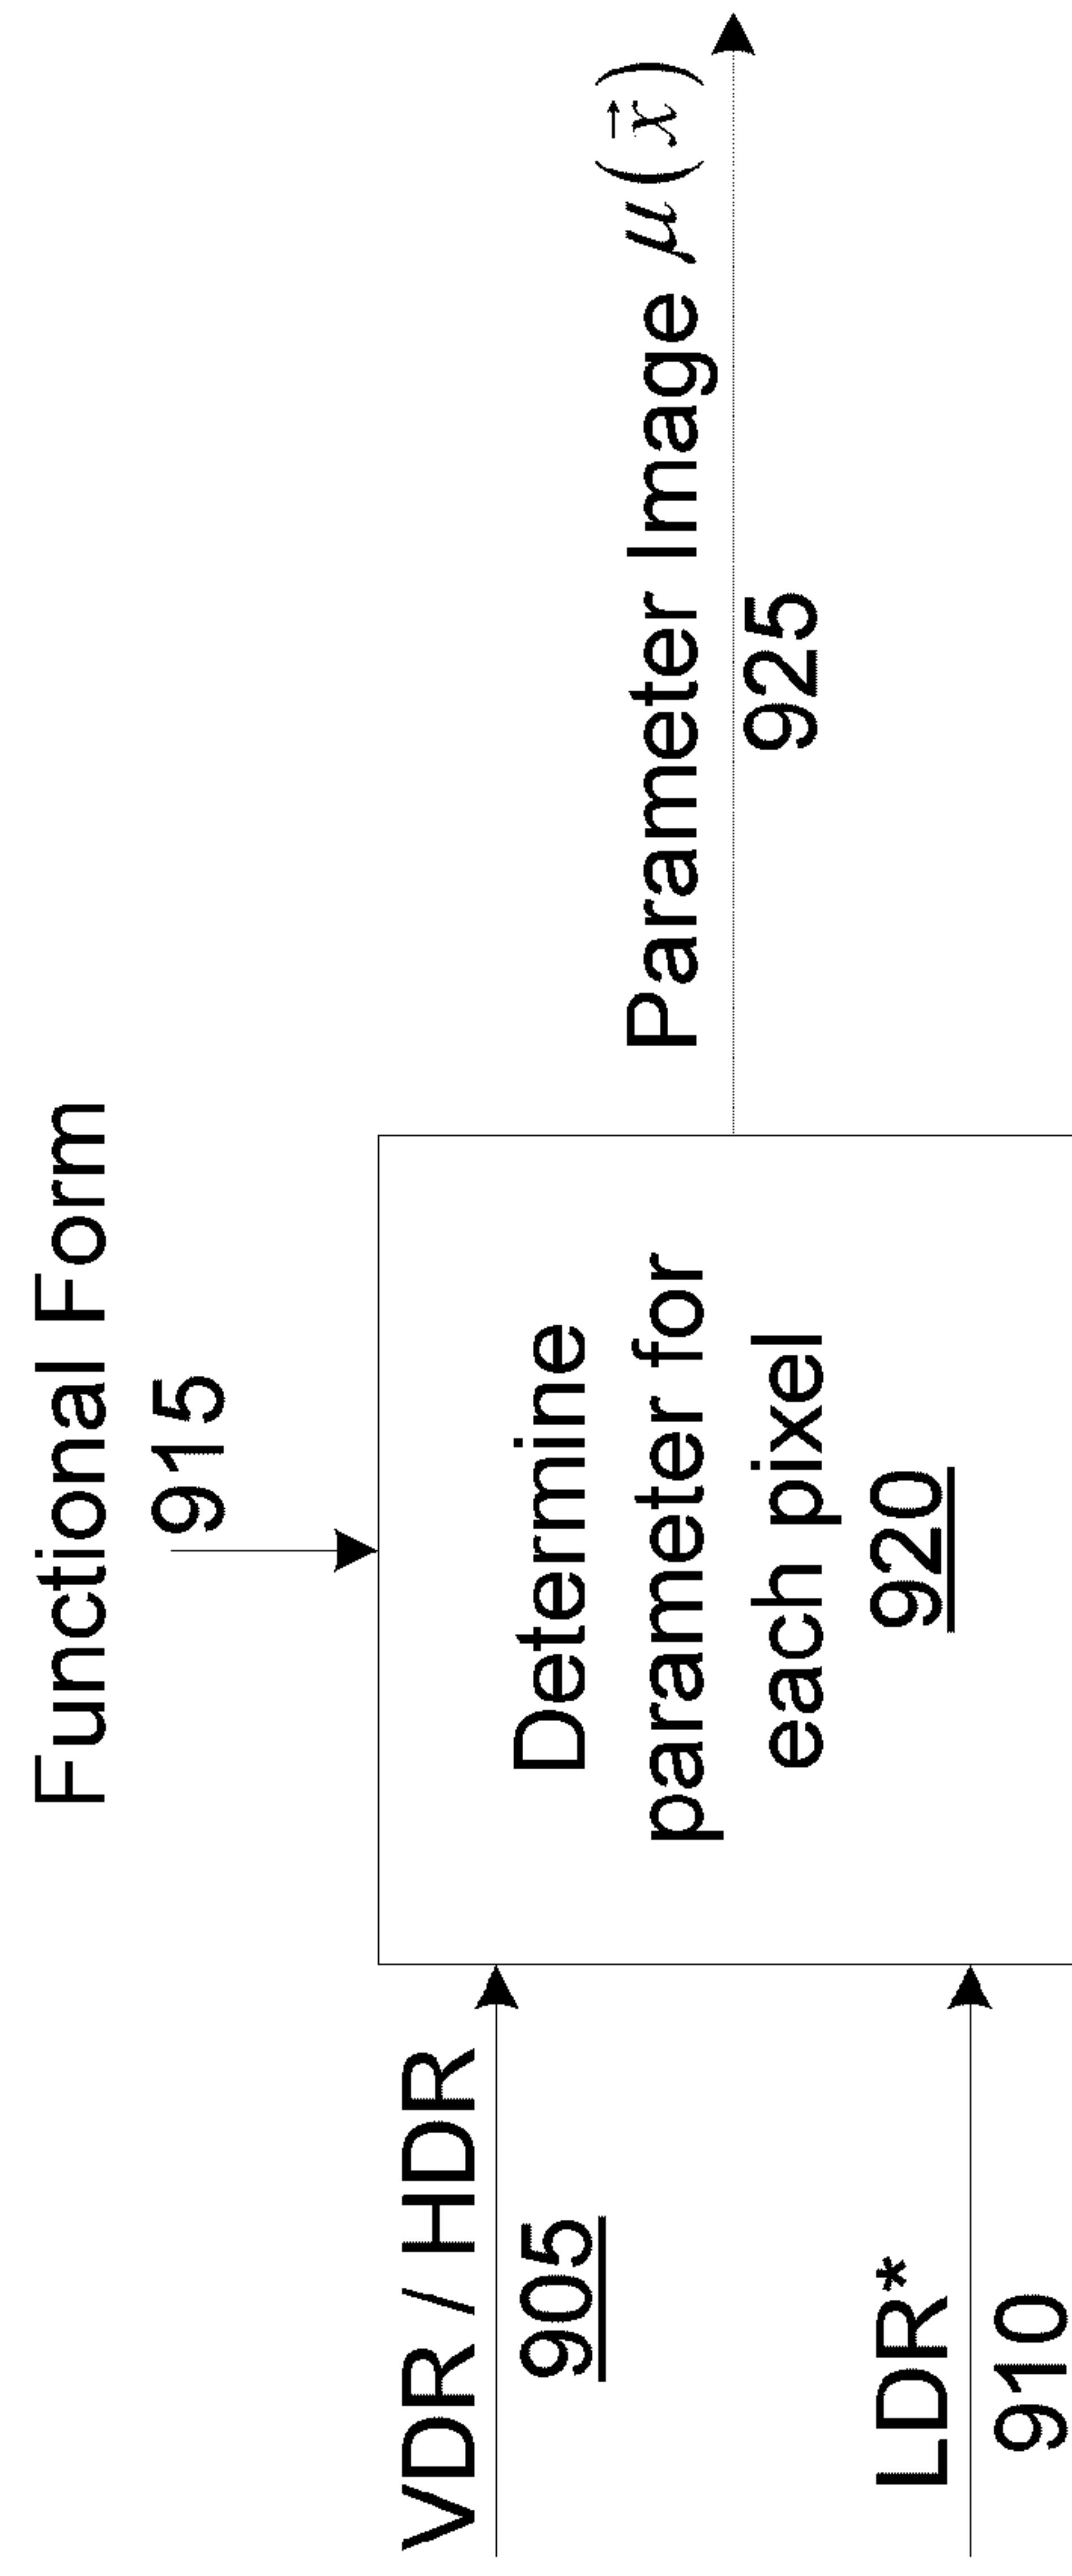 Functional Form
915
VDR / HDR
905
LDR*
910
Determine
parameter for
each pixel
920
Parameter Image μ(x⃗)
925